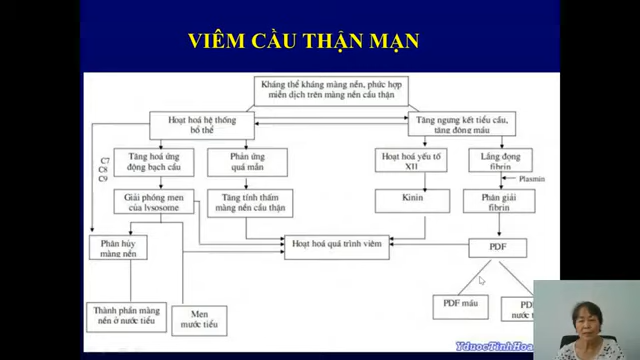 VIÊM CẦU THẬN MẠN
Kháng thể kháng màng nền, phức hợp
miễn dịch trên màng nền cầu thận
Hoạt hoá hệ thống
bổ thể
Tăng ngưng kết tiểu cầu,
tăng đông máu
C7
C8
C9
Tăng hoá ứng
động bạch cầu
Phản ứng
quá mẫn
Hoạt hoá yếu tố
XII
Lắng đọng
fibrin
Plasmin
Giải phóng men
của lysosome
Tăng tính thấm
màng nền cầu thận
Kinin
Phân giải
fibrin
Phân hủy
màng nền
Hoạt hoá quá trình viêm
PDF
Thành phần màng
nền ở nước tiểu
Men
nước tiểu
PDF máu
nước
YduocTinhHoa